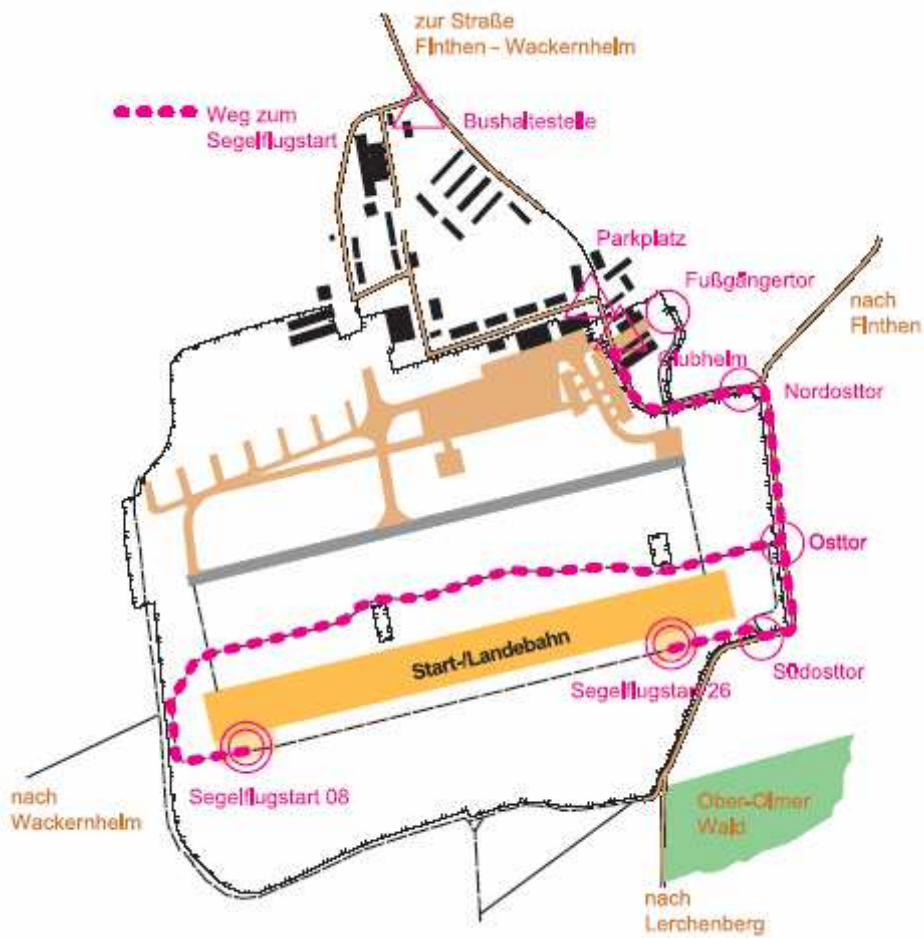 zur Straße
Finthen - Wackernheim
Weg zum
Segelflugstart
Bushaltestelle
Parkplatz
Fußgängertor
nach
Finthen
Clubheim
Nordosttor
Osttor
Start-/Landebahn
Südosttor
Segelflugstart 26
Segelflugstart 08
nach
Wackernheim
Ober-Olmer
Wald
nach
Lerchenberg